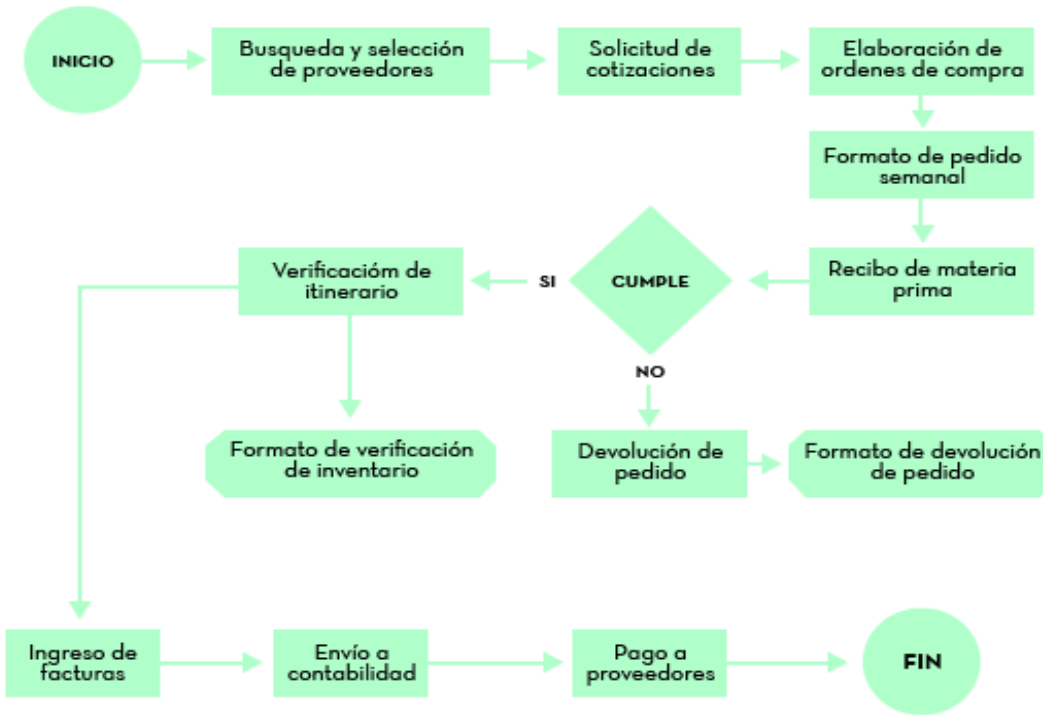 INICIO
Busqueda y selección
de proveedores
Solicitud de
cotizaciones
Elaboración de
ordenes de compra
Formato de pedido
semanal
Recibo de materia
prima
CUMPLE
SI
Verificacióm de
itinerario
NO
Formato de verificación
de inventario
Devolución de
pedido
Formato de devolución
de pedido
Ingreso de
facturas
Envío a
contabilidad
Pago a
proveedores
FIN